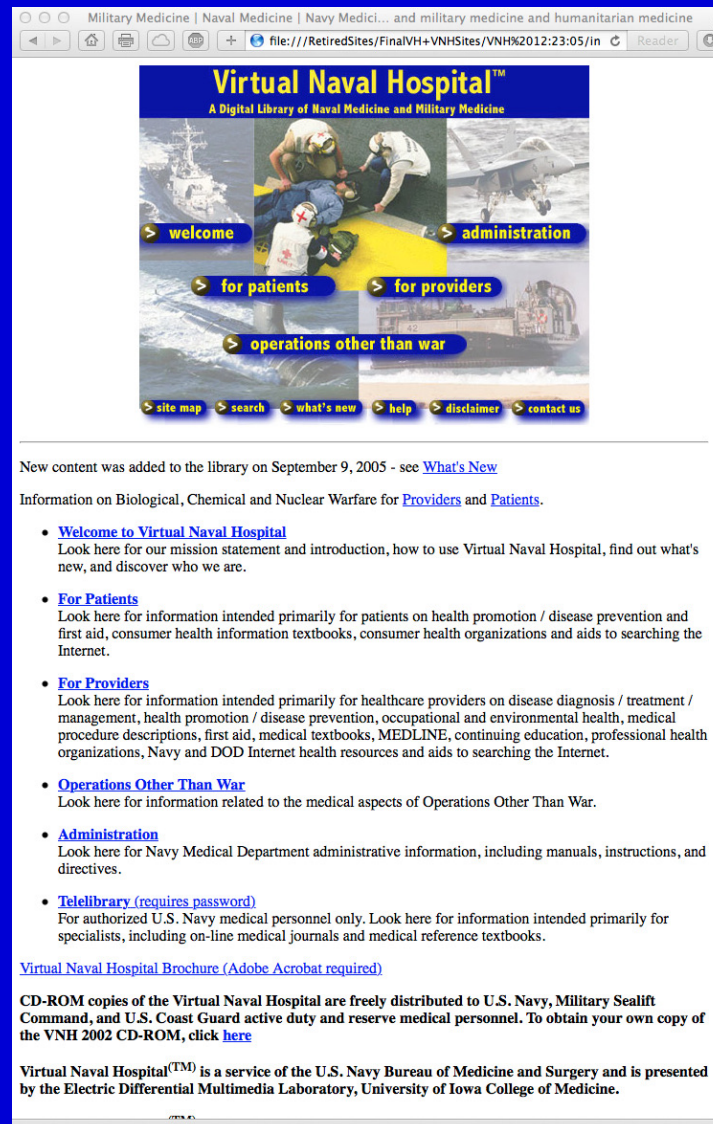 Military Medicine | Naval Medicine | Navy Medici... and military medicine and humanitarian medicine
ABP
+ file:///RetiredSites/FinalVH+VNHSites/VNH%2012:23:05/in Reader
Virtual Naval Hospital™
A Digital Library of Naval Medicine and Military Medicine
> welcome
> administration
> for patients
> for providers
42
> operations other than war
> site map > search > what's new > help > disclaimer > contact us
New content was added to the library on September 9, 2005 - see What's New
Information on Biological, Chemical and Nuclear Warfare for Providers and Patients.
• Welcome to Virtual Naval Hospital
Look here for our mission statement and introduction, how to use Virtual Naval Hospital, find out what's
new, and discover who we are.
• For Patients
Look here for information intended primarily for patients on health promotion / disease prevention and
first aid, consumer health information textbooks, consumer health organizations and aids to searching the
Internet.
• For Providers
Look here for information intended primarily for healthcare providers on disease diagnosis / treatment /
management, health promotion / disease prevention, occupational and environmental health, medical
procedure descriptions, first aid, medical textbooks, MEDLINE, continuing education, professional health
organizations, Navy and DOD Internet health resources and aids to searching the Internet.
• Operations Other Than War
Look here for information related to the medical aspects of Operations Other Than War.
• Administration
Look here for Navy Medical Department administrative information, including manuals, instructions, and
directives.
• Telelibrary (requires password)
For authorized U.S. Navy medical personnel only. Look here for information intended primarily for
specialists, including on-line medical journals and medical reference textbooks.
Virtual Naval Hospital Brochure (Adobe Acrobat required)
CD-ROM copies of the Virtual Naval Hospital are freely distributed to U.S. Navy, Military Sealift
Command, and U.S. Coast Guard active duty and reserve medical personnel. To obtain your own copy of
the VNH 2002 CD-ROM, click here
Virtual Naval Hospital(TM) is a service of the U.S. Navy Bureau of Medicine and Surgery and is presented
by the Electric Differential Multimedia Laboratory, University of Iowa College of Medicine.
(TM)